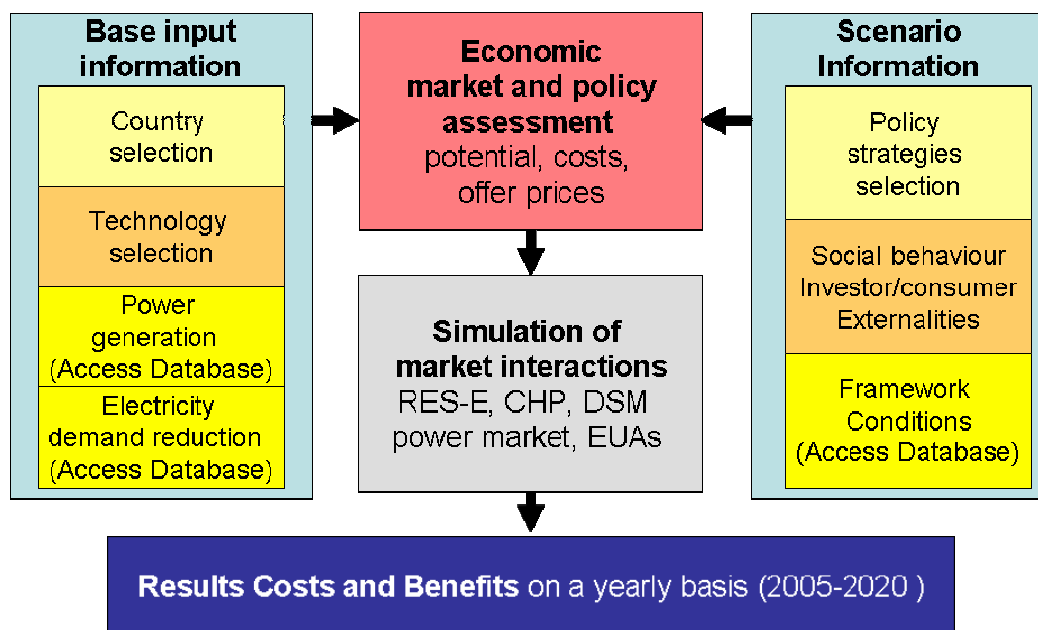 Base input
information
Country
selection
Technology
selection
Power
generation
(Access Database)
Electricity
demand reduction
(Access Database)
Economic
market and policy
assessment
potential, costs,
offer prices
Simulation of
market interactions
RES-E, CHP, DSM
power market, EUAs
Scenario
Information
Policy
strategies
selection
Social behaviour
Investor/consumer
Externalities
Framework
Conditions
(Access Database)
Results Costs and Benefits on a yearly basis (2005-2020 )